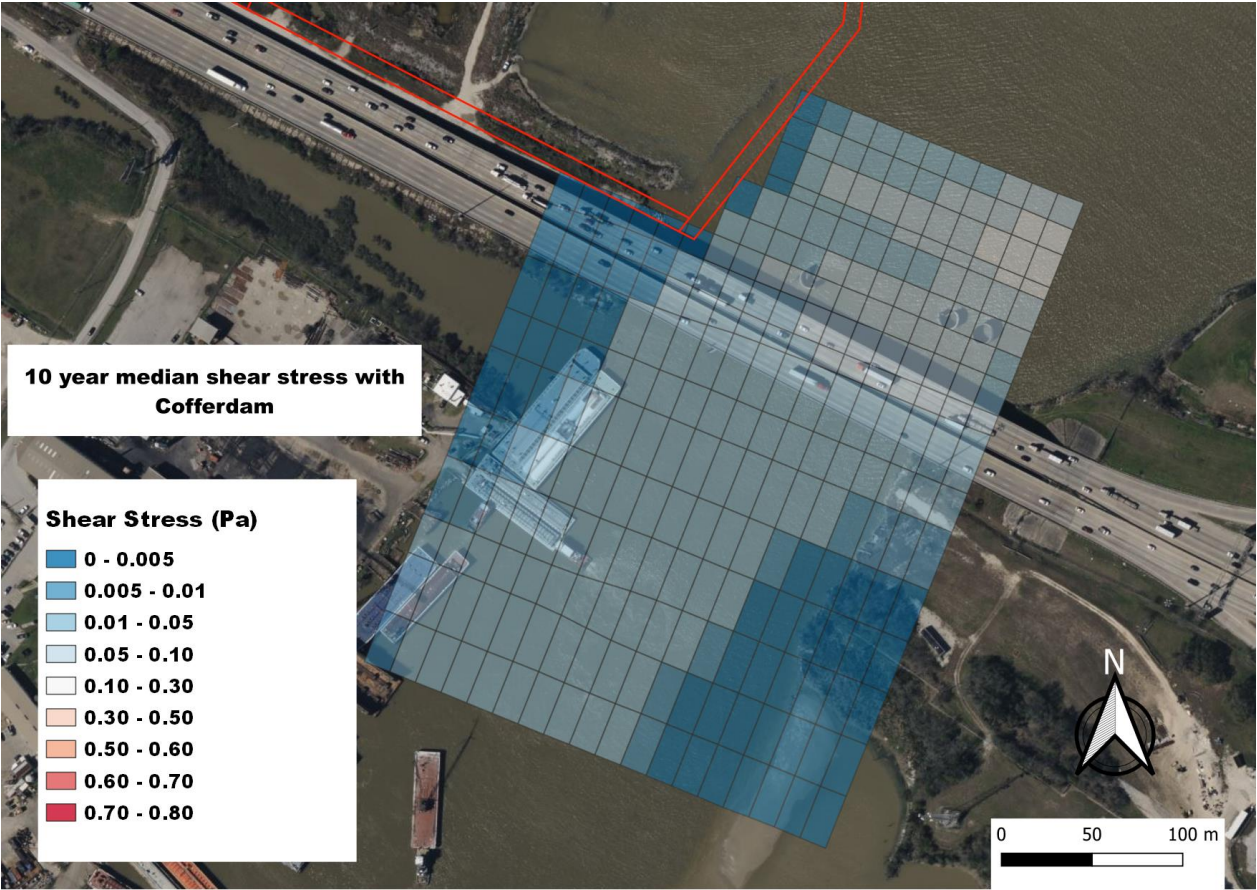 10 year median shear stress with
Cofferdam
Shear Stress (Pa)
0 - 0.005
0.005 - 0.01
0.01 - 0.05
0.05 - 0.10
0.10 - 0.30
0.30 - 0.50
0.50 - 0.60
0.60 - 0.70
0.70 - 0.80
N
0 50 100 m